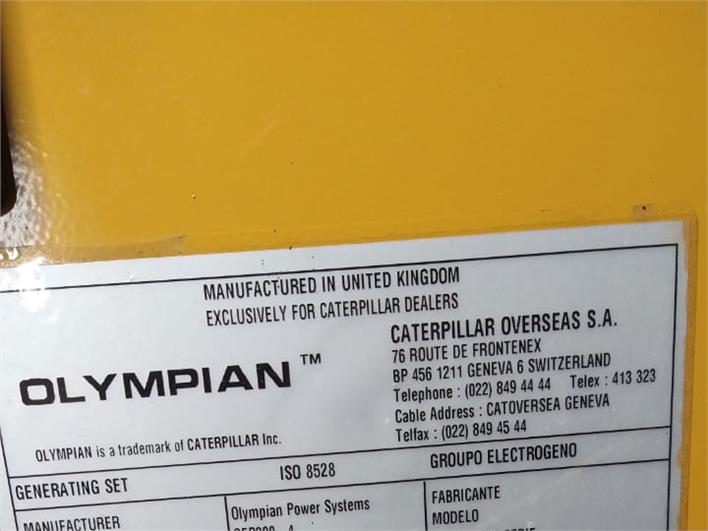 MANUFACTURED IN UNITED KINGDOM
EXCLUSIVELY FOR CATERPILLAR DEALERS
OLYMPIAN™
OLYMPIAN is a trademark of CATERPILLAR Inc.
CATERPILLAR OVERSEAS S.A.
76 ROUTE DE FRONTENEX
BP 456 1211 GENEVA 6 SWITZERLAND
Telephone : (022) 849 44 44 Telex : 413 323
Cable Address : CATOVERSEA GENEVA
Telfax : (022) 849 45 44
GENERATING SET ISO 8528 GROUPO ELECTROGENO
MANUFACTURER Olympian Power Systems FABRICANTE
MODELO